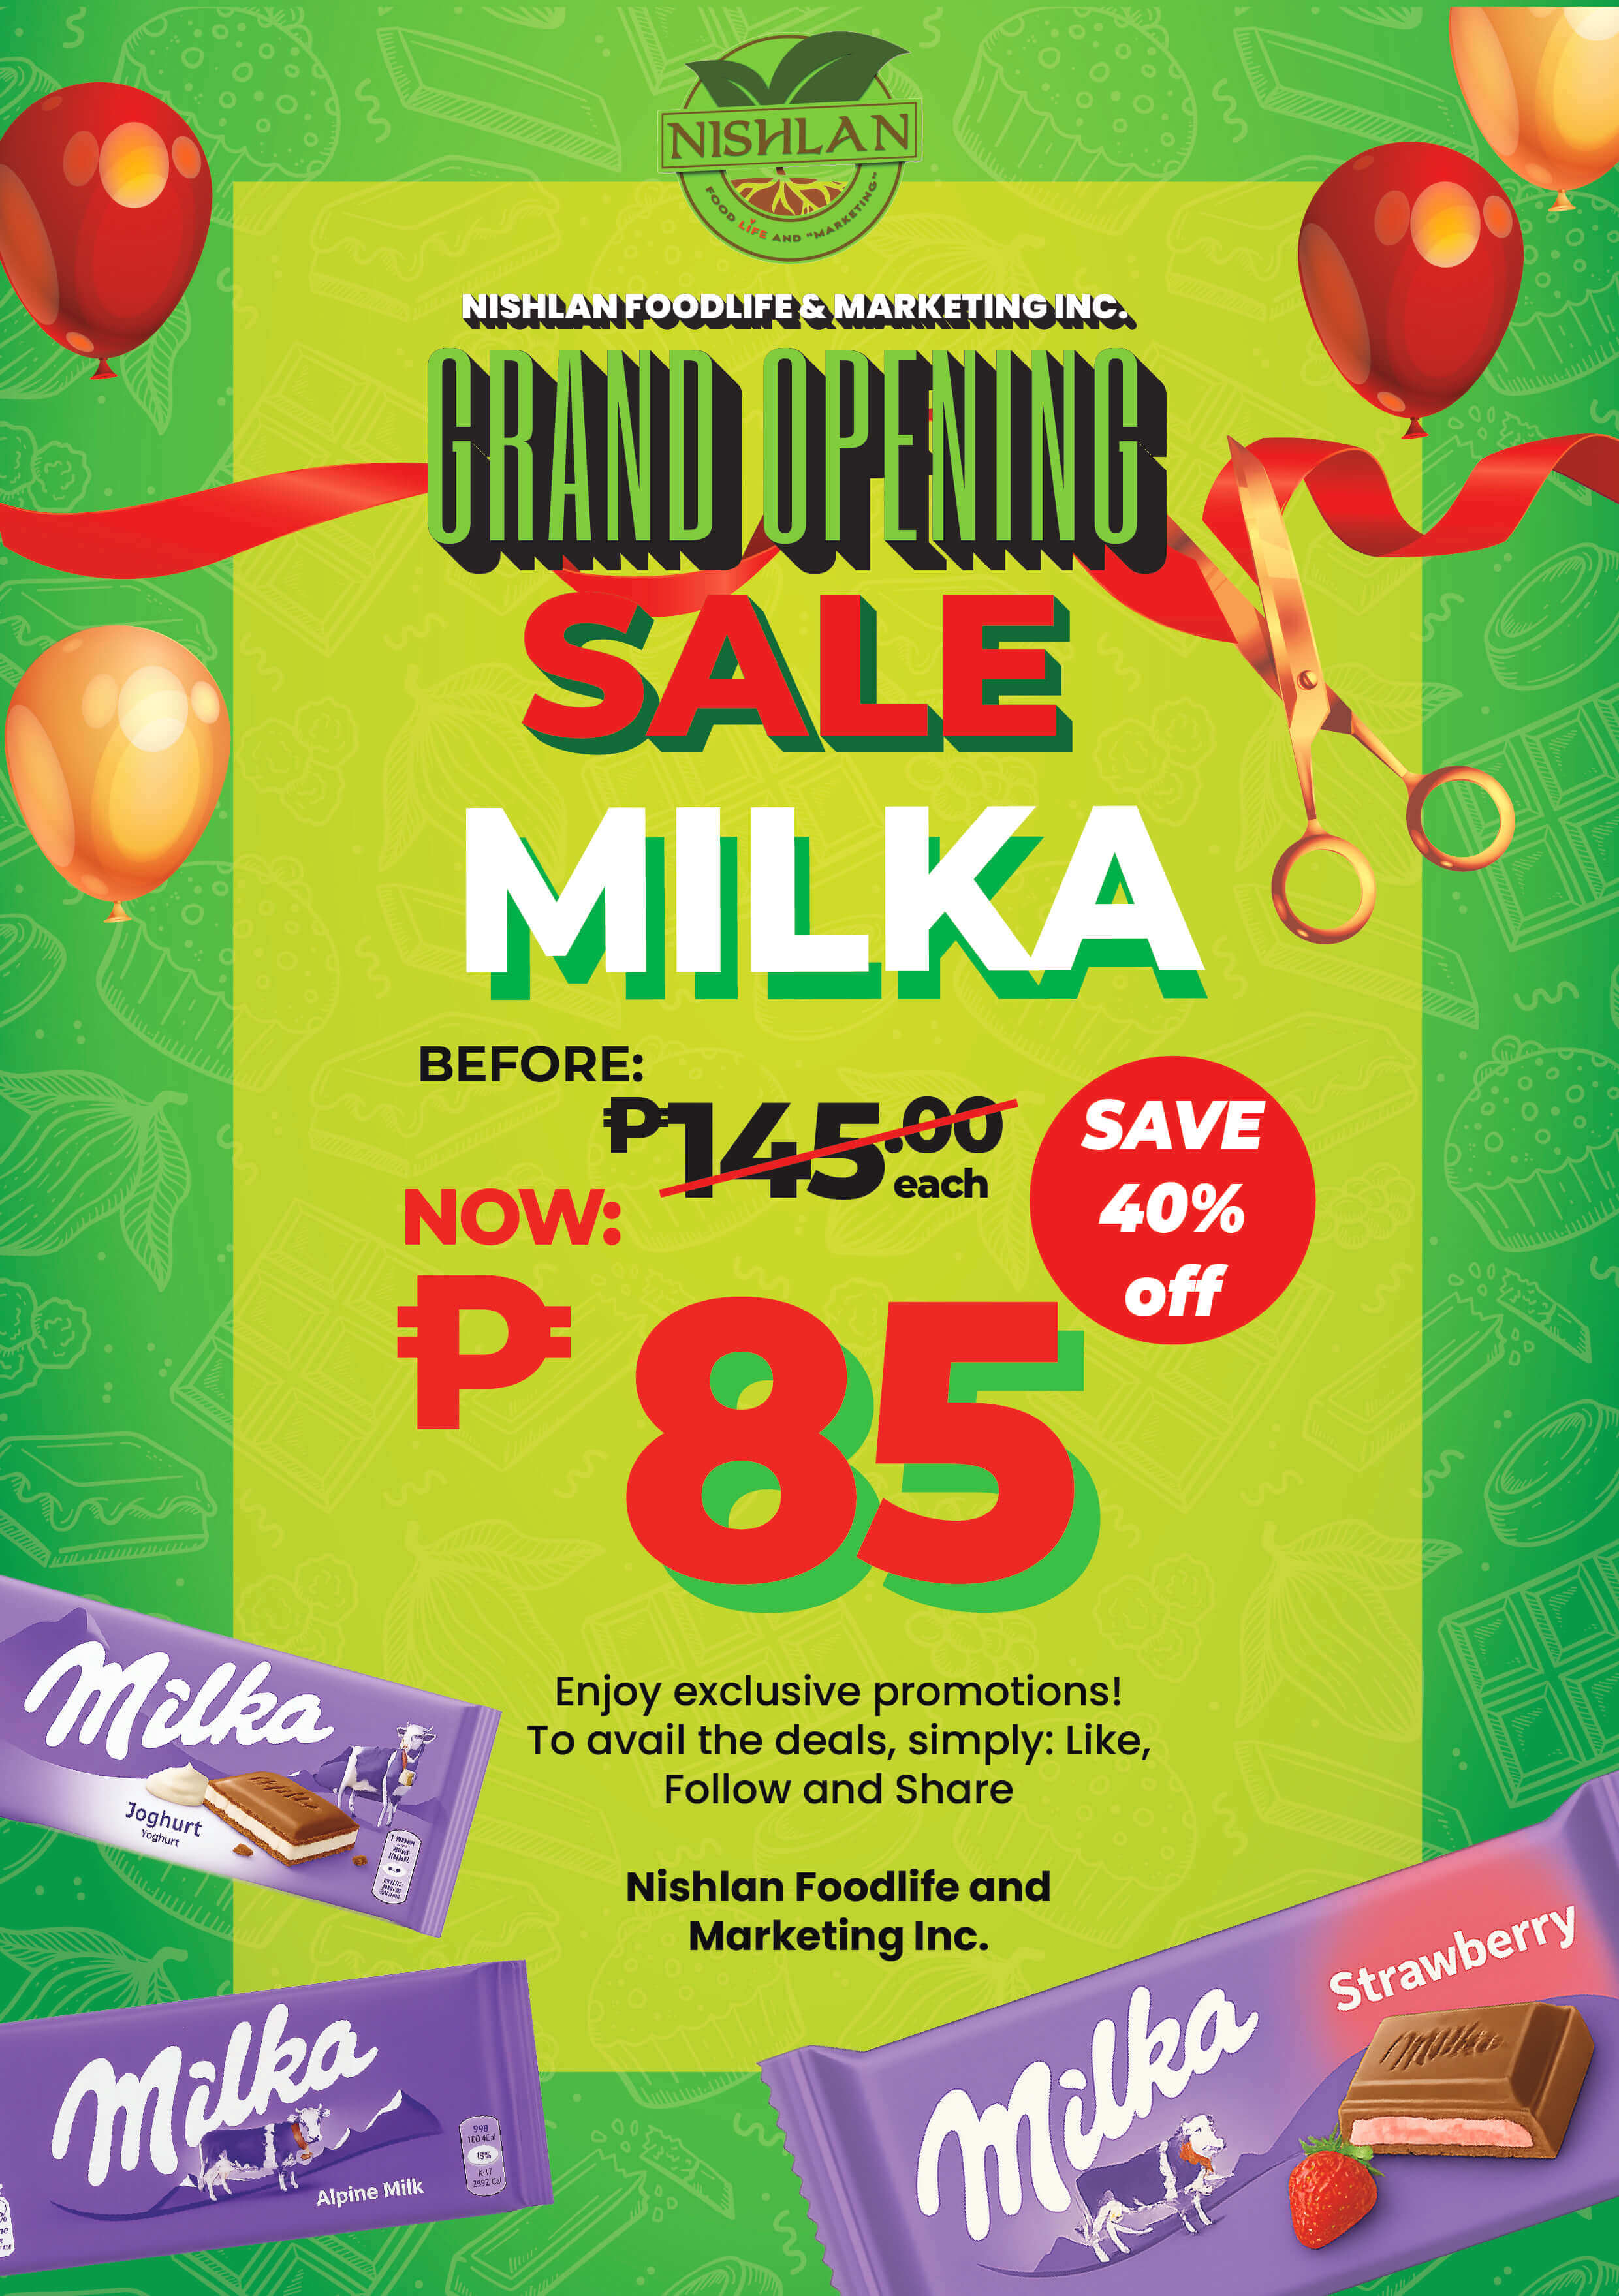 NISHLAN
FOOD LIFE AND "MARKETING"
NISHLAN FOODLIFE & MARKETING INC.
GRAND OPENING
SALE
MILKA
BEFORE:
₱145.00
each
NOW:
₱85
SAVE
40%
off
Enjoy exclusive promotions!
To avail the deals, simply: Like,
Follow and Share
Nishlan Foodlife and
Marketing Inc.
Milka
Joghurt
Yoghurt
Milka
Alpine Milk
18%
Milka
Strawberry
Milka